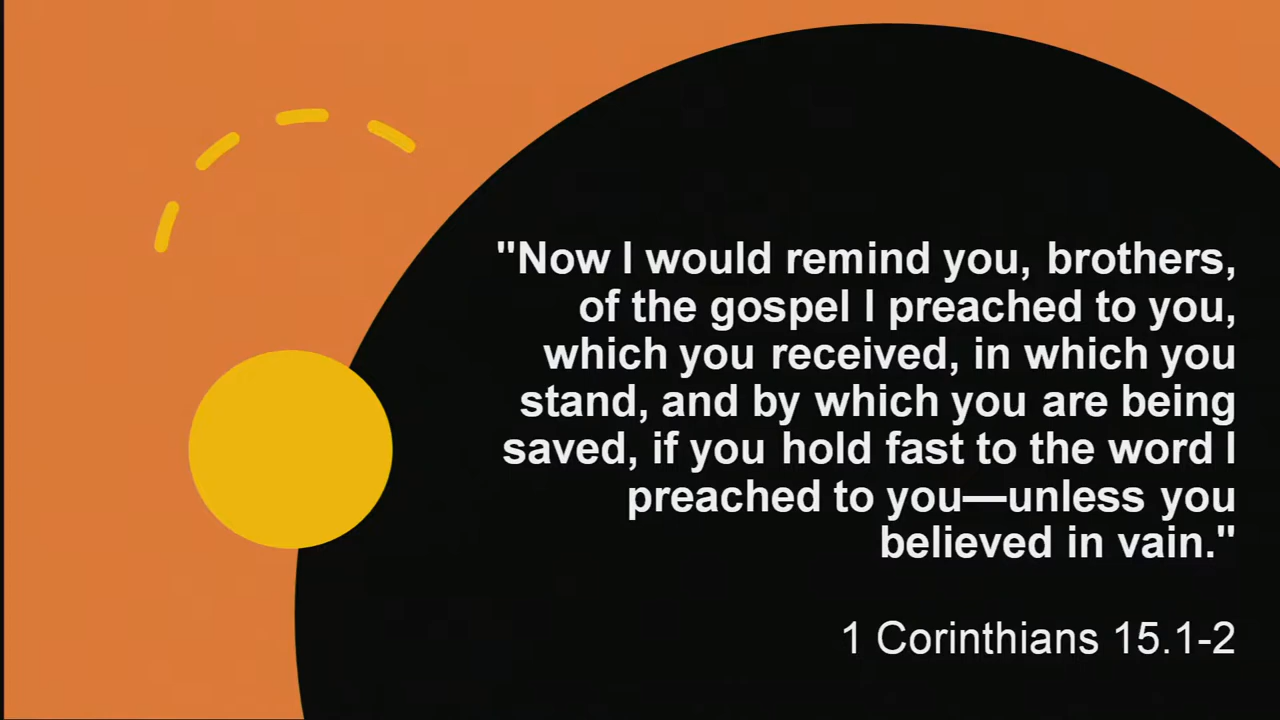 "Now I would remind you, brothers,
of the gospel I preached to you,
which you received, in which you
stand, and by which you are being
saved, if you hold fast to the word I
preached to you—unless you
believed in vain."
1 Corinthians 15.1-2